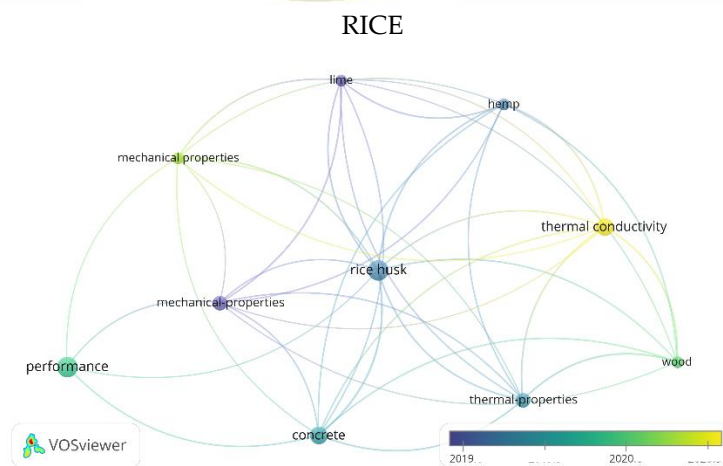 RICE
lime
hemp
mechanical properties
thermal conductivity
rice husk
mechanical-properties
performance
wood
thermal-properties
concrete
VOSviewer
2019.
2020.